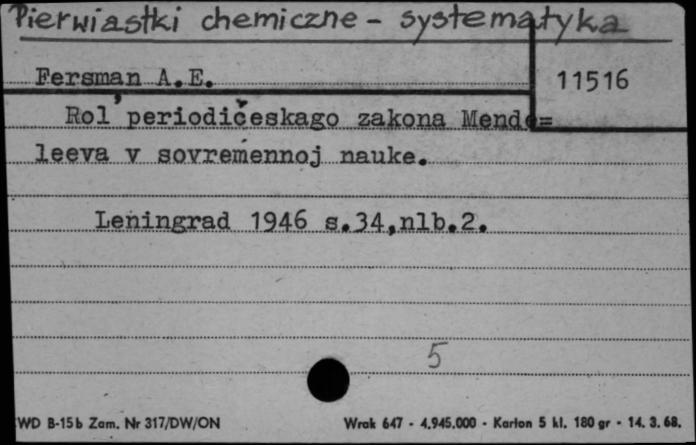 Pierwiastki chemiczne - systematyka
Fersman A.E.
11516
Rol' periodičeskago zakona Mende=
leeva v sovremennoj nauke.
Leningrad 1946 s.34,nlb.2.
5
WD B-15b Zam. Nr 317/DW/ON
Wrak 647 - 4.945.000 - Karton 5 kl. 180 gr - 14. 3. 68.